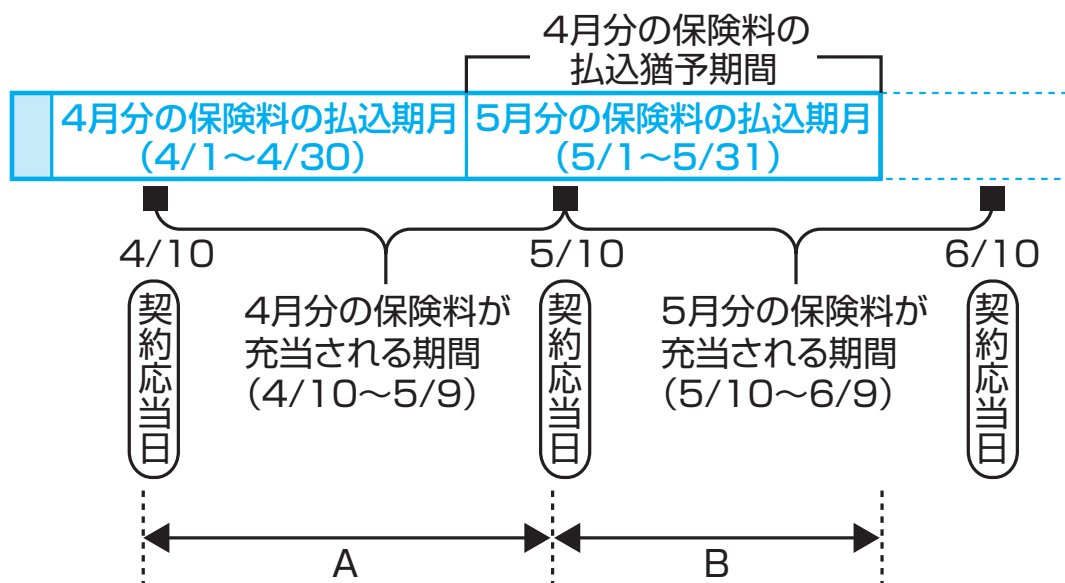 4月分の保険料の
払込猶予期間
4月分の保険料の払込期月
(4/1〜4/30)
5月分の保険料の払込期月
(5/1〜5/31)
4/10
5/10
6/10
契約応当日
4月分の保険料が
充当される期間
(4/10〜5/9)
契約応当日
5月分の保険料が
充当される期間
(5/10〜6/9)
契約応当日
A
B